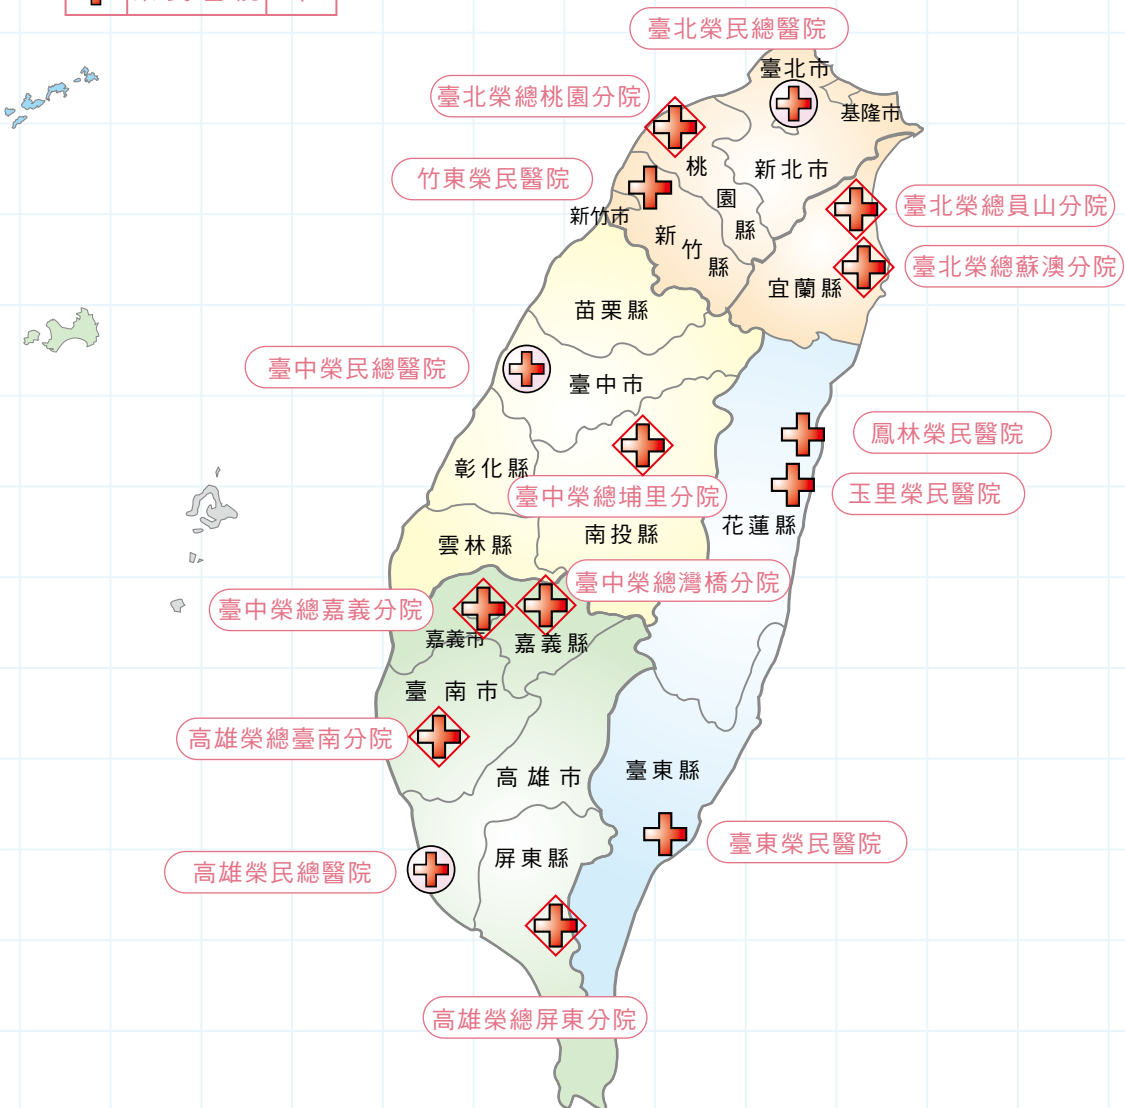 臺北榮民總醫院
臺北市
臺北榮總桃園分院
基隆市
桃園縣
新北市
竹東榮民醫院
臺北榮總員山分院
新竹市
新竹縣
臺北榮總蘇澳分院
宜蘭縣
苗栗縣
臺中榮民總醫院
臺中市
鳳林榮民醫院
彰化縣
臺中榮總埔里分院
玉里榮民醫院
花蓮縣
南投縣
雲林縣
臺中榮總灣橋分院
臺中榮總嘉義分院
嘉義市
嘉義縣
臺南市
高雄榮總臺南分院
臺東縣
高雄市
臺東榮民醫院
屏東縣
高雄榮民總醫院
高雄榮總屏東分院